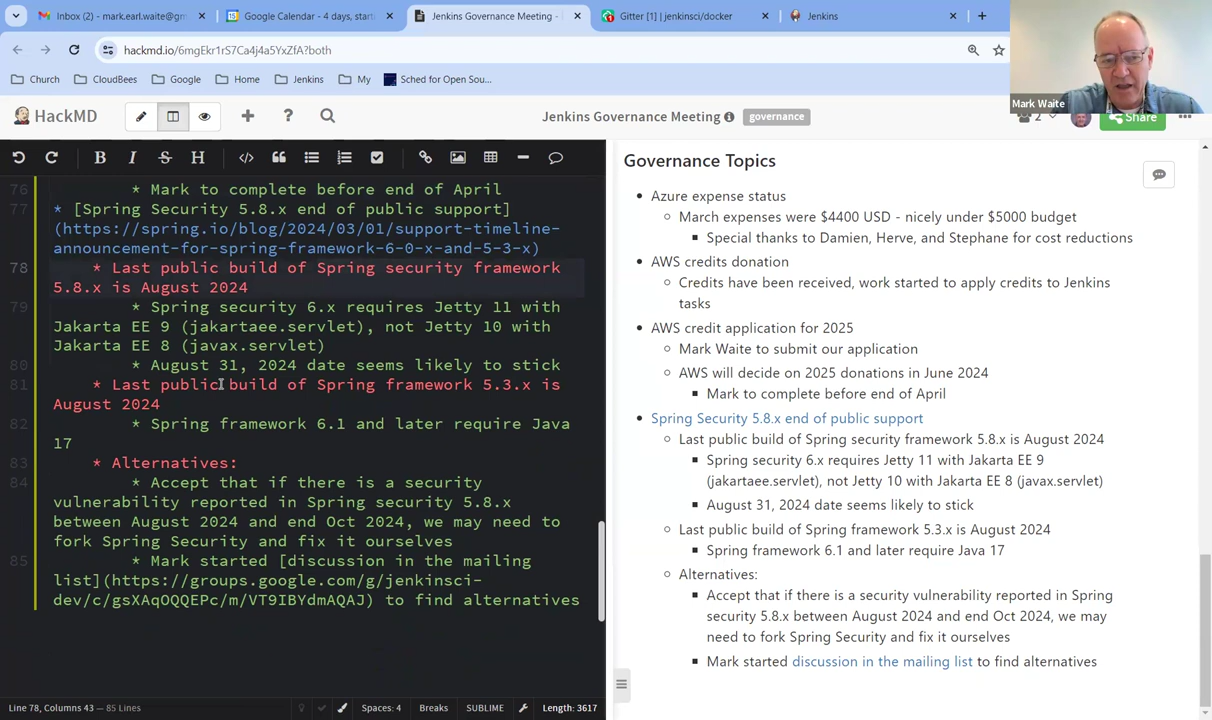 Inbox (2) - mark.earl.waite@gm
Google Calendar - 4 days, starti
Jenkins Governance Meeting -
Gitter [1] | jenkinsci/docker
Jenkins
hackmd.io/6mgEkr1rS7Ca4j4a5YxZfA?both
Church
CloudBees
Google
Home
Jenkins
My
Sched for Open Sou...
Mark Waite
HackMD
Jenkins Governance Meeting
governance
2
Share
76 * Mark to complete before end of April
77 * [Spring Security 5.8.x end of public support]
(https://spring.io/blog/2024/03/01/support-timeline-
announcement-for-spring-framework-6-0-x-and-5-3-x)
78 * Last public build of Spring security framework
5.8.x is August 2024
79 * Spring security 6.x requires Jetty 11 with
Jakarta EE 9 (jakartaee.servlet), not Jetty 10 with
Jakarta EE 8 (javax.servlet)
80 * August 31, 2024 date seems likely to stick
81 * Last public build of Spring framework 5.3.x is
August 2024
82 * Spring framework 6.1 and later require Java
17
83 * Alternatives:
84 * Accept that if there is a security
vulnerability reported in Spring security 5.8.x
between August 2024 and end Oct 2024, we may need to
fork Spring Security and fix it ourselves
85 * Mark started [discussion in the mailing
list](https://groups.google.com/g/jenkinsci-
dev/c/gsXAqOQQEPc/m/VT9IBYdmAQAJ) to find alternatives
Line 78, Columns 43 — 85 Lines
Spaces: 4
Breaks
SUBLIME
Length: 3617
Governance Topics
Azure expense status
March expenses were $4400 USD - nicely under $5000 budget
Special thanks to Damien, Herve, and Stephane for cost reductions
AWS credits donation
Credits have been received, work started to apply credits to Jenkins
tasks
AWS credit application for 2025
Mark Waite to submit our application
AWS will decide on 2025 donations in June 2024
Mark to complete before end of April
Spring Security 5.8.x end of public support
Last public build of Spring security framework 5.8.x is August 2024
Spring security 6.x requires Jetty 11 with Jakarta EE 9
(jakartaee.servlet), not Jetty 10 with Jakarta EE 8 (javax.servlet)
August 31, 2024 date seems likely to stick
Last public build of Spring framework 5.3.x is August 2024
Spring framework 6.1 and later require Java 17
Alternatives:
Accept that if there is a security vulnerability reported in Spring
security 5.8.x between August 2024 and end Oct 2024, we may
need to fork Spring Security and fix it ourselves
Mark started discussion in the mailing list to find alternatives